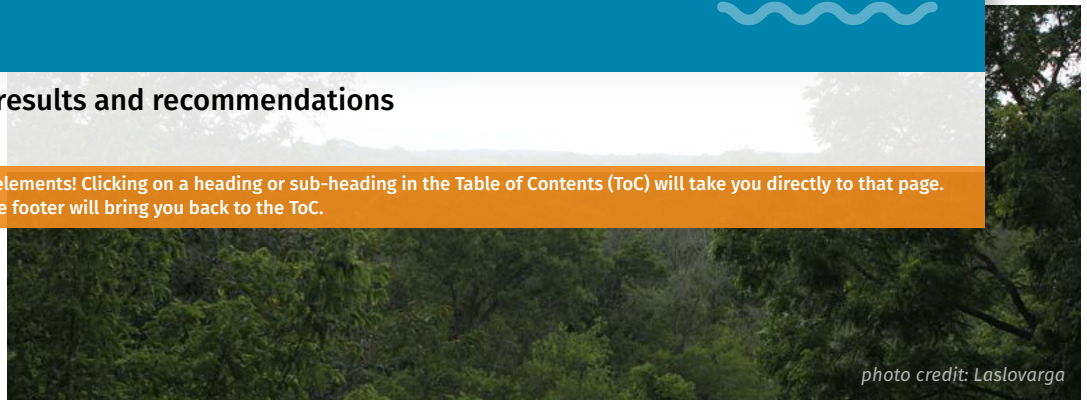 results and recommendations
elements! Clicking on a heading or sub-heading in the Table of Contents (ToC) will take you directly to that page.
e footer will bring you back to the ToC.
photo credit: Laslovarga